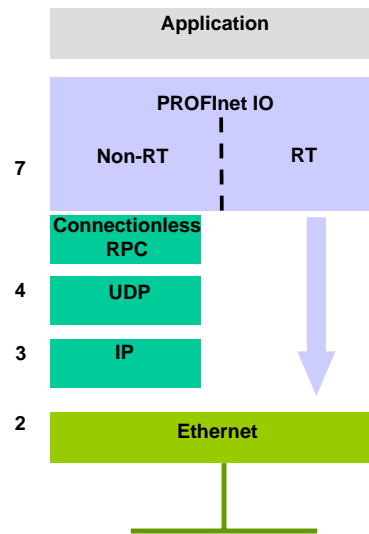 Application
PROFInet IO
Non-RT
RT
7
Connectionless
RPC
4
UDP
3
IP
2
Ethernet